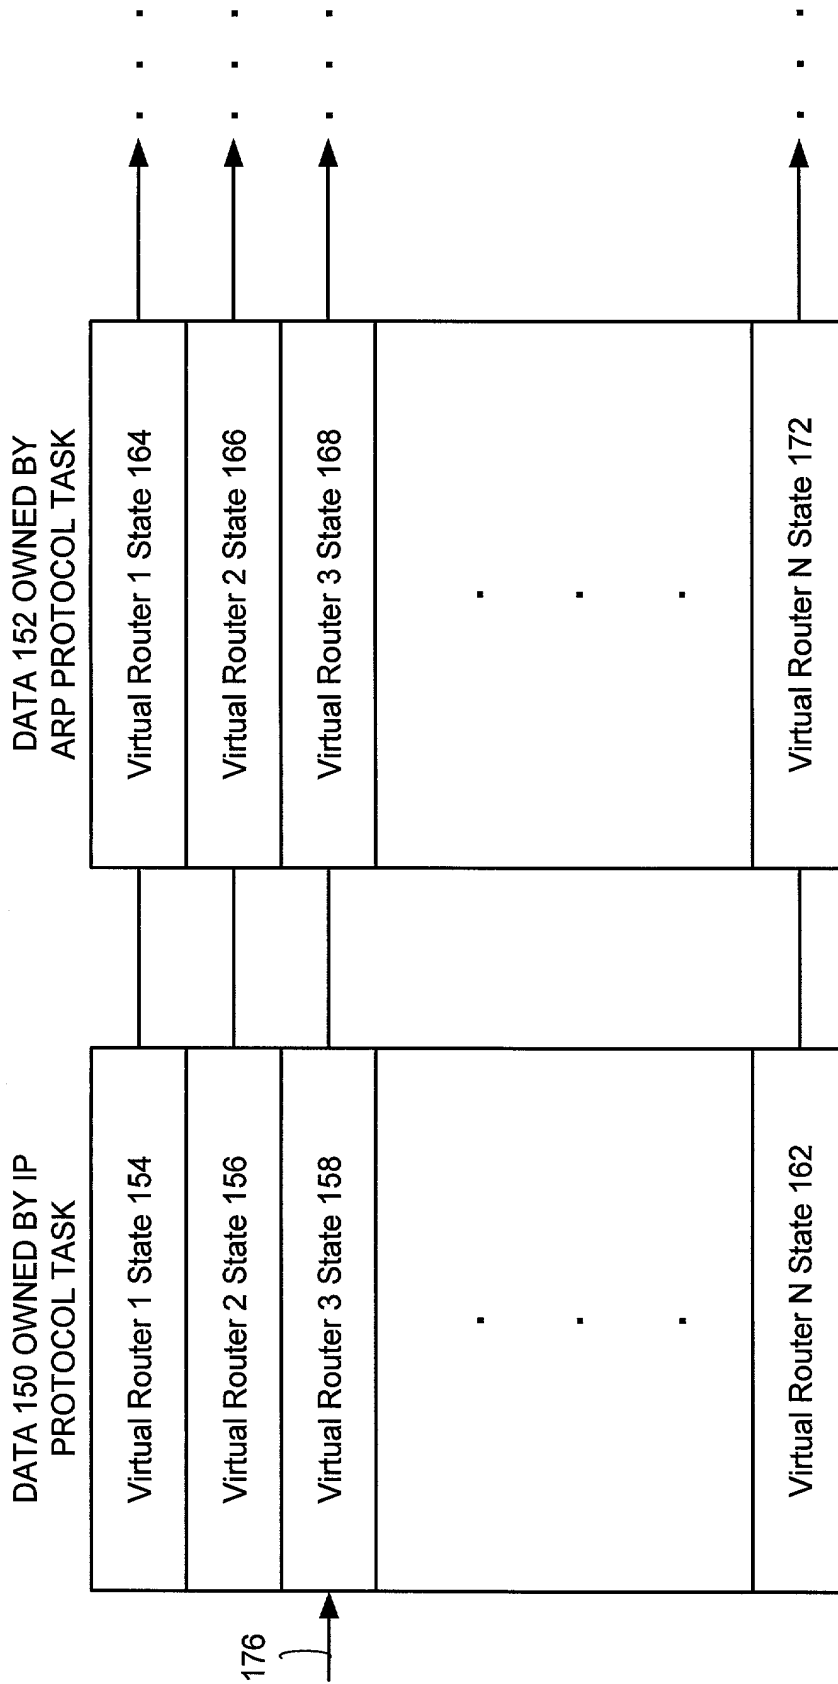 DATA 150 OWNED BY IP
PROTOCOL TASK
Virtual Router 1 State 154
Virtual Router 2 State 156
Virtual Router 3 State 158
Virtual Router N State 162
176
DATA 152 OWNED BY
ARP PROTOCOL TASK
Virtual Router 1 State 164
Virtual Router 2 State 166
Virtual Router 3 State 168
Virtual Router N State 172